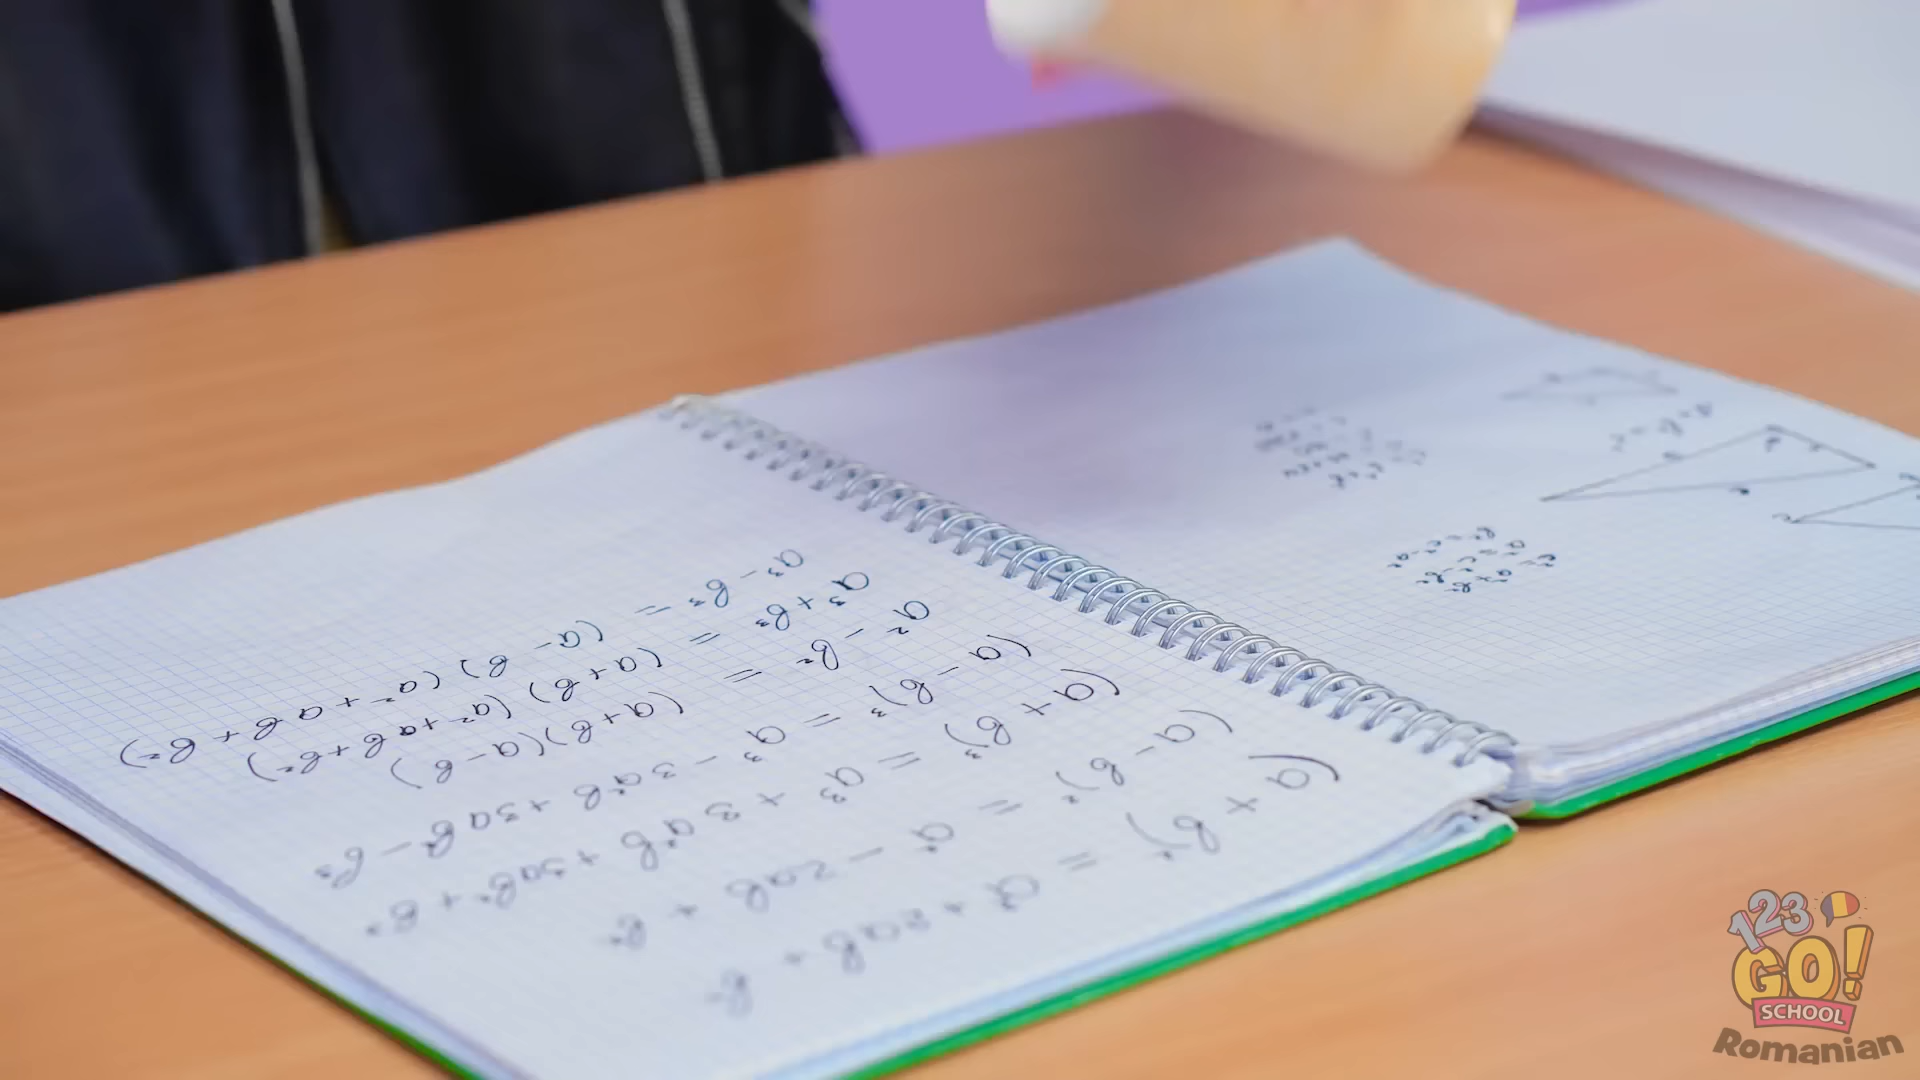 (a + b)² = a² + 2ab + b²
(a - b)² = a² - 2ab + b²
(a + b)³ = a³ + 3a²b + 3ab² + b³
(a - b)³ = a³ - 3a²b + 3ab² - b³
a² - b² = (a + b)(a - b)
a³ + b³ = (a + b)(a² + ab + b²)
a³ - b³ = (a - b)(a² + ab + b²)
123
GO!
SCHOOL
Romanian